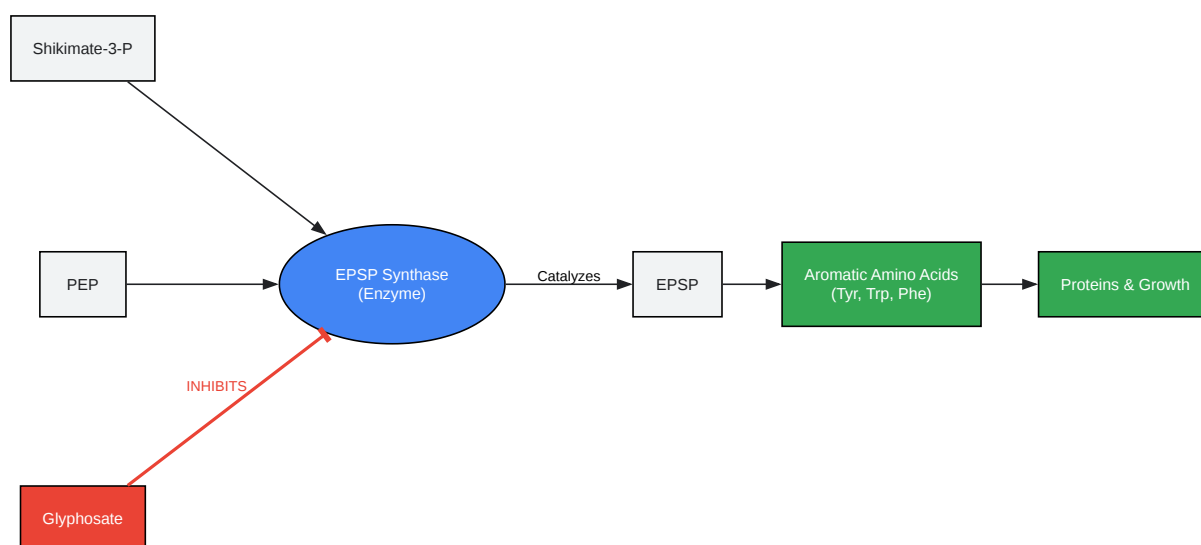 Shikimate-3-P
PEP
EPSP Synthase
(Enzyme)
Catalyzes
EPSP
Aromatic Amino Acids
(Tyr, Trp, Phe)
Proteins & Growth
INHIBITS
Glyphosate